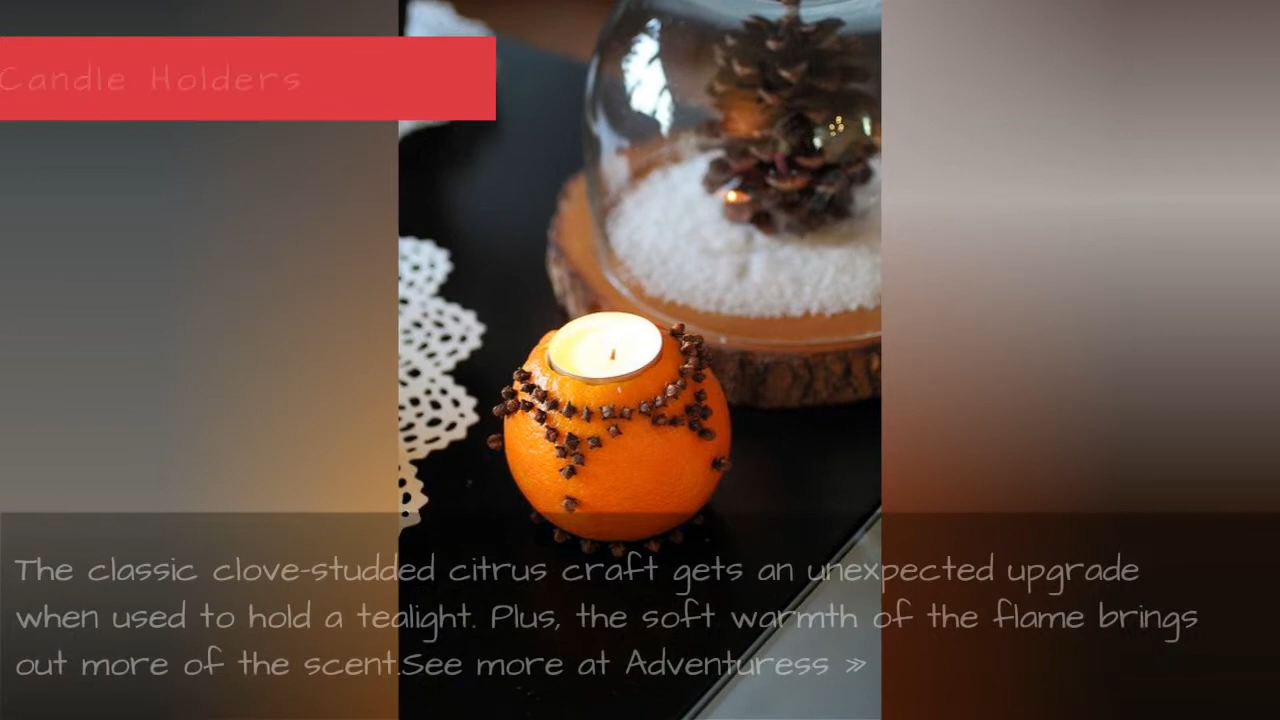 Candle Holders
The classic clove-studded citrus craft gets an unexpected upgrade
when used to hold a tealight. Plus, the soft warmth of the flame brings
out more of the scent.See more at Adventuress »